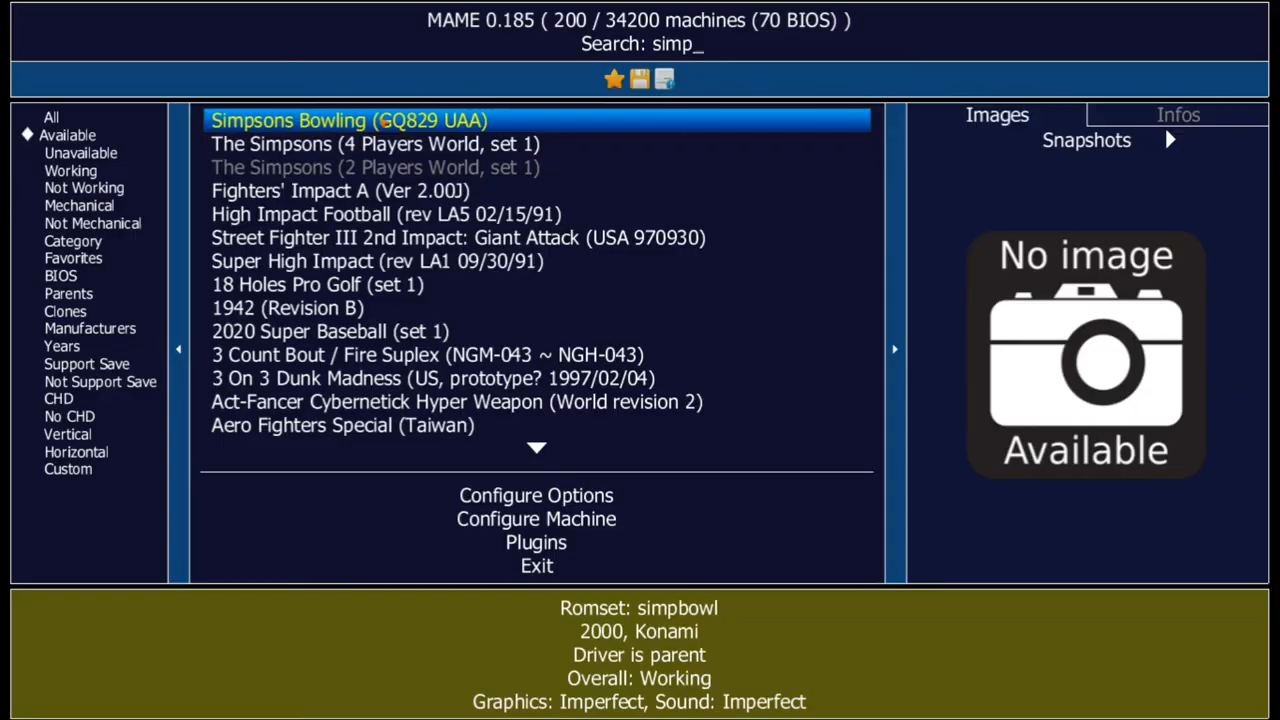 MAME 0.185 ( 200 / 34200 machines (70 BIOS) )
Search: simp_
All
Available
Unavailable
Working
Not Working
Mechanical
Not Mechanical
Category
Favorites
BIOS
Parents
Clones
Manufacturers
Years
Support Save
Not Support Save
CHD
No CHD
Vertical
Horizontal
Custom
Simpsons Bowling (GQ829 UAA)
The Simpsons (4 Players World, set 1)
The Simpsons (2 Players World, set 1)
Fighters' Impact A (Ver 2.00J)
High Impact Football (rev LA5 02/15/91)
Street Fighter III 2nd Impact: Giant Attack (USA 970930)
Super High Impact (rev LA1 09/30/91)
18 Holes Pro Golf (set 1)
1942 (Revision B)
2020 Super Baseball (set 1)
3 Count Bout / Fire Suplex (NGM-043 ~ NGH-043)
3 On 3 Dunk Madness (US, prototype? 1997/02/04)
Act-Fancer Cybernetick Hyper Weapon (World revision 2)
Aero Fighters Special (Taiwan)
Configure Options
Configure Machine
Plugins
Exit
Images
Infos
Snapshots
No image
Available
Romset: simpbowl
2000, Konami
Driver is parent
Overall: Working
Graphics: Imperfect, Sound: Imperfect